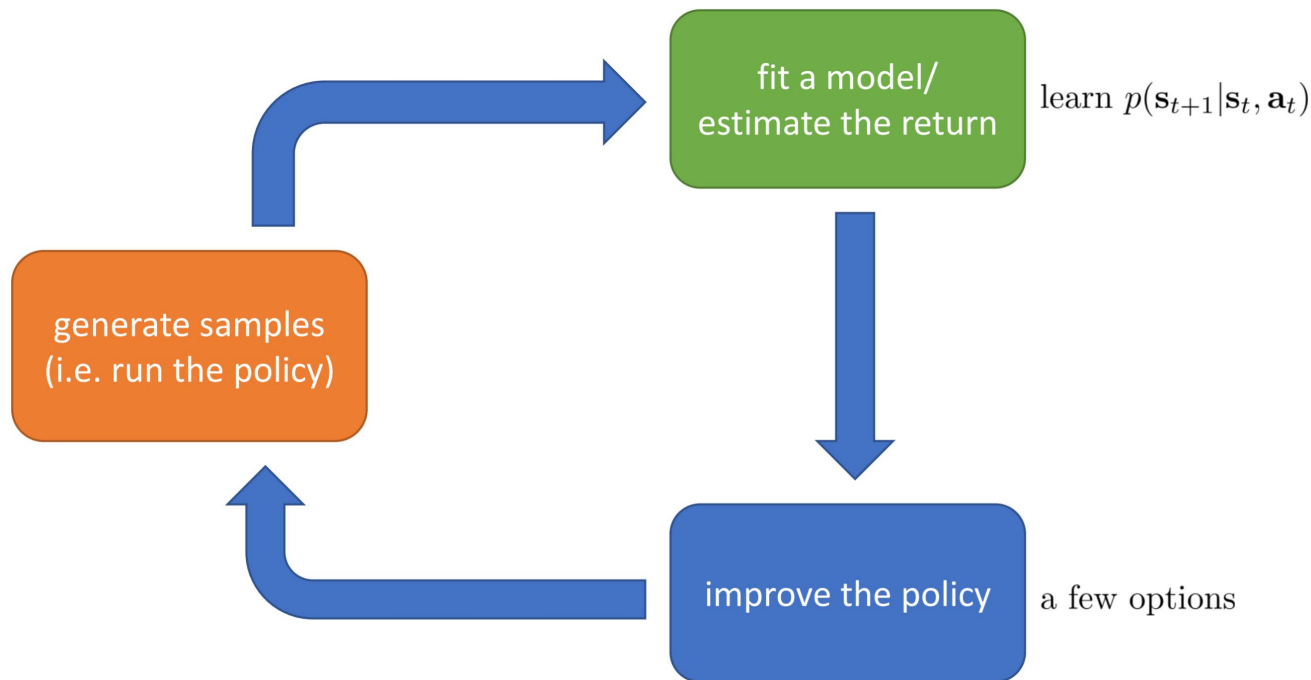 fit a model/
estimate the return
learn p(s_{t+1}|s_t, a_t)
generate samples
(i.e. run the policy)
improve the policy
a few options